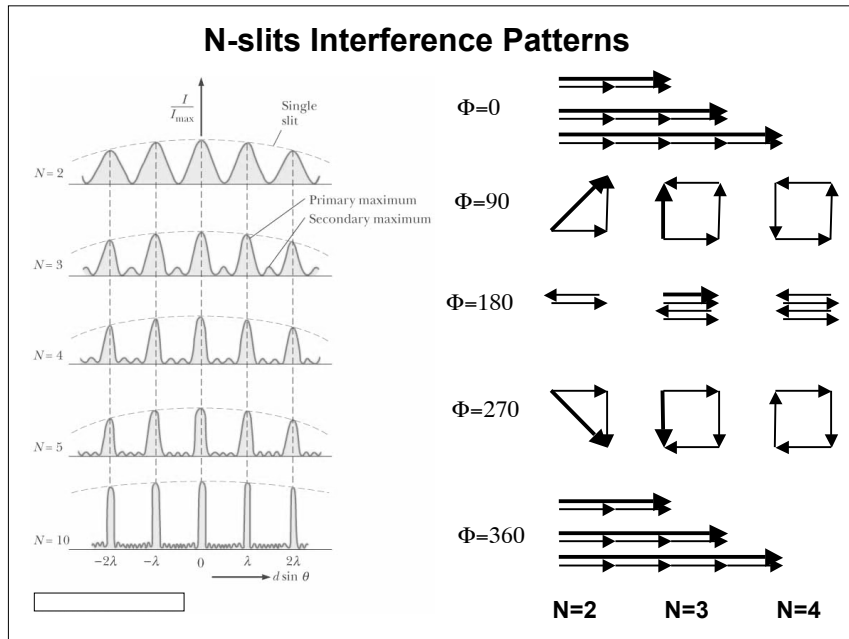 N-slits Interference Patterns
I
I max
Single
slit
N = 2
Primary maximum
Secondary maximum
N = 3
N = 4
N = 5
N = 10
−2λ −λ 0 λ 2λ
d sin θ
Φ=0
Φ=90
Φ=180
Φ=270
Φ=360
N=2 N=3 N=4